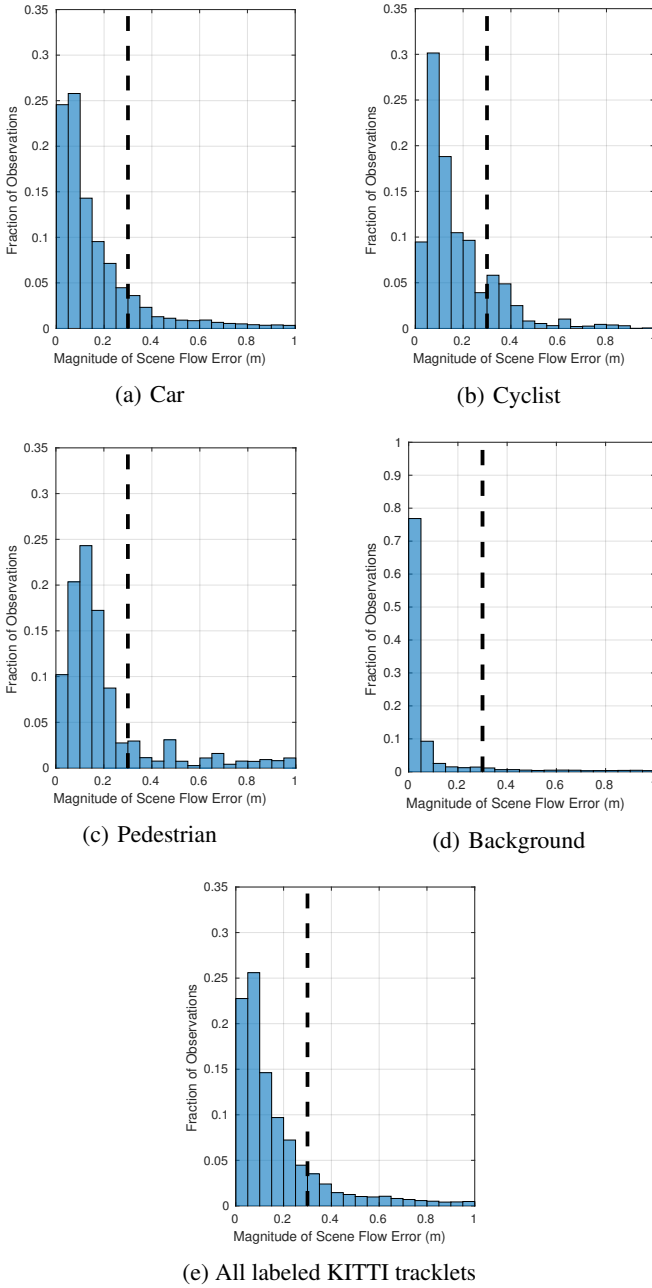 0.35
0.3
0.25
0.2
0.15
0.1
0.05
0
0 0.2 0.4 0.6 0.8 1
Fraction of Observations
Magnitude of Scene Flow Error (m)
(a) Car
0.35
0.3
0.25
0.2
0.15
0.1
0.05
0
0 0.2 0.4 0.6 0.8 1
Fraction of Observations
Magnitude of Scene Flow Error (m)
(b) Cyclist
0.35
0.3
0.25
0.2
0.15
0.1
0.05
0
0 0.2 0.4 0.6 0.8 1
Fraction of Observations
Magnitude of Scene Flow Error (m)
(c) Pedestrian
1
0.9
0.8
0.7
0.6
0.5
0.4
0.3
0.2
0.1
0
0 0.2 0.4 0.6 0.8 1
Fraction of Observations
Magnitude of Scene Flow Error (m)
(d) Background
0.35
0.3
0.25
0.2
0.15
0.1
0.05
0
0 0.2 0.4 0.6 0.8 1
Fraction of Observations
Magnitude of Scene Flow Error (m)
(e) All labeled KITTI tracklets